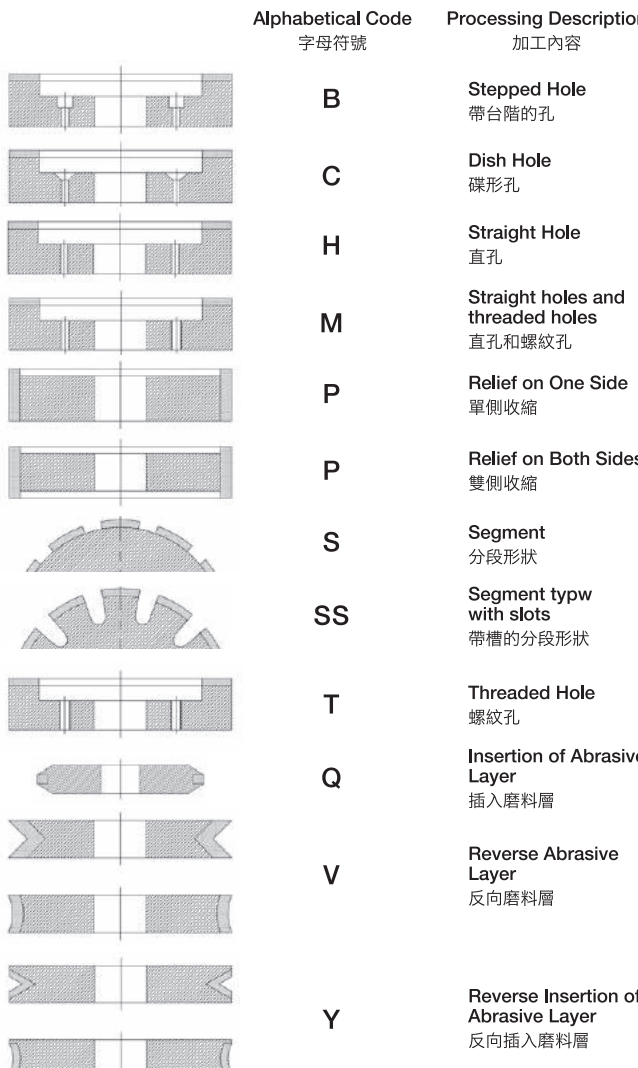 Alphabetical Code
字母符號
Processing Description
加工內容
B
Stepped Hole
帶台階的孔
C
Dish Hole
碟形孔
H
Straight Hole
直孔
M
Straight holes and
threaded holes
直孔和螺紋孔
P
Relief on One Side
單側收縮
P
Relief on Both Sides
雙側收縮
S
Segment
分段形狀
SS
Segment typw
with slots
帶槽的分段形狀
T
Threaded Hole
螺紋孔
Q
Insertion of Abrasive
Layer
插入磨料層
V
Reverse Abrasive
Layer
反向磨料層
Y
Reverse Insertion of
Abrasive Layer
反向插入磨料層